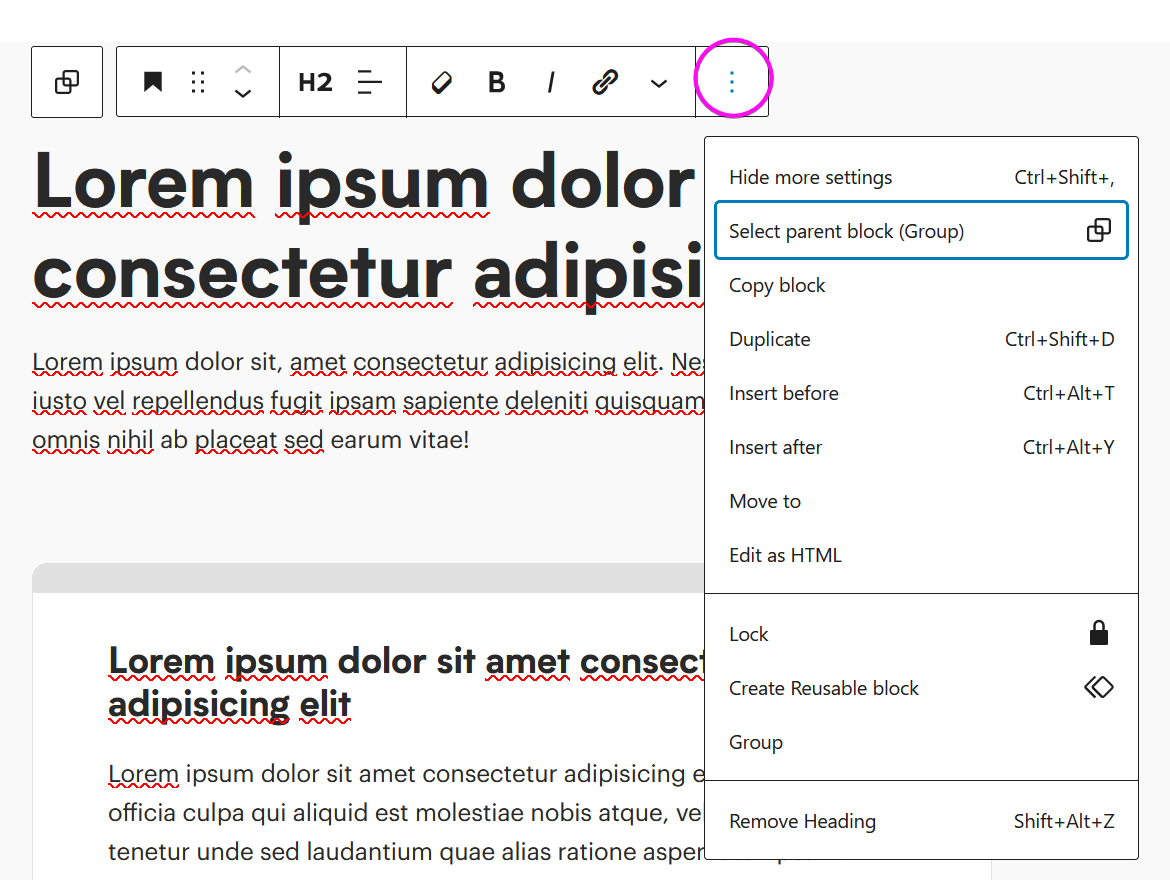 H2 B I
Lorem ipsum dolor
consectetur adipisi
Lorem ipsum dolor sit, amet consectetur adipisicing elit.
iusto vel repellendus fugit ipsam sapiente deleniti quisquam
omnis nihil ab placeat sed earum vitae!
Lorem ipsum dolor sit amet consect
adipisicing elit
Lorem ipsum dolor sit amet consectetur adipisicing e
officia culpa qui aliquid est molestiae nobis atque, ve
tenetur unde sed laudantium quae alias ratione asper
Hide more settings Ctrl+Shift+,
Select parent block (Group)
Copy block
Duplicate Ctrl+Shift+D
Insert before Ctrl+Alt+T
Insert after Ctrl+Alt+Y
Move to
Edit as HTML
Lock
Create Reusable block
Group
Remove Heading Shift+Alt+Z